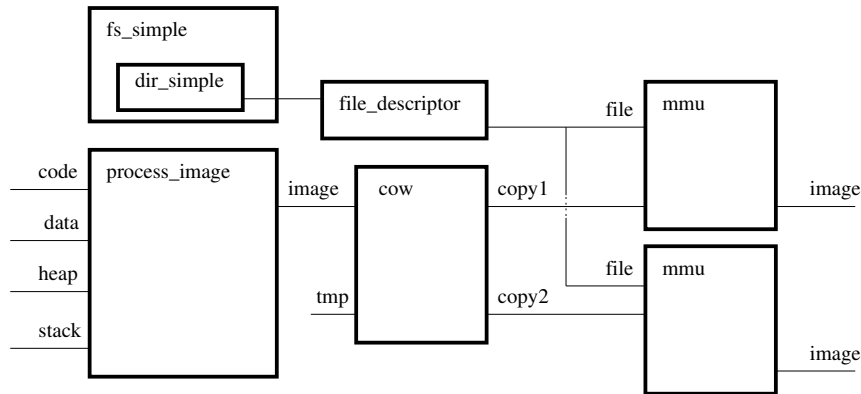 fs_simple
dir_simple
file_descriptor
file
mmu
code
process_image
image
cow
copy1
image
data
heap
file
mmu
tmp
copy2
stack
image